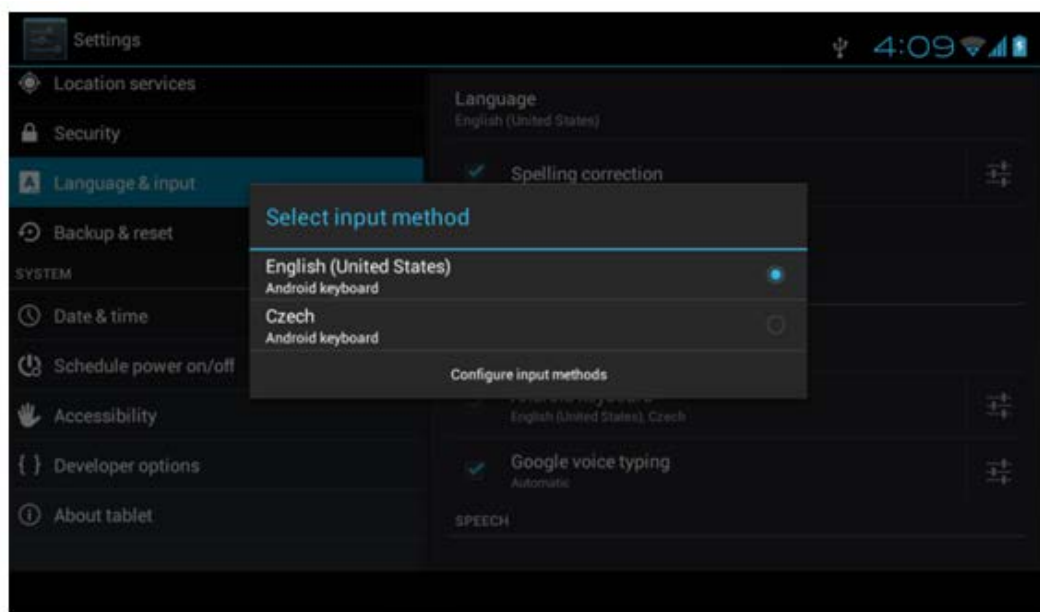 Settings
4:09
Location services
Security
Language & input
Backup & reset
SYSTEM
Date & time
Schedule power on/off
Accessibility
{ } Developer options
About tablet
Language
English (United States)
Spelling correction
Select input method
English (United States)
Android keyboard
Czech
Android keyboard
Configure input methods
Android keyboard
English (United States), Czech
Google voice typing
Automatic
SPEECH